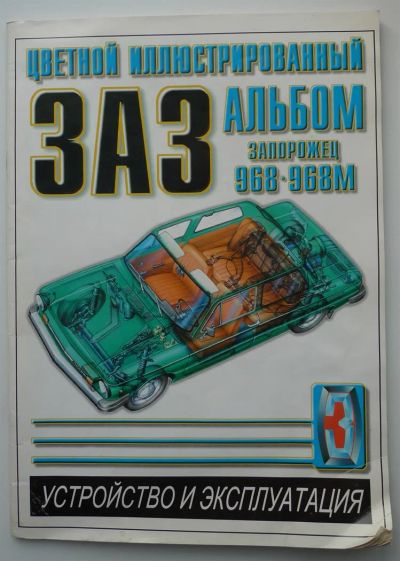 ЦВЕТНОЙ ИЛЛЮСТРИРОВАННЫЙ
ЗАЗ
АЛЬБОМ
ЗАПОРОЖЕЦ
968·968М
УСТРОЙСТВО И ЭКСПЛУАТАЦИЯ